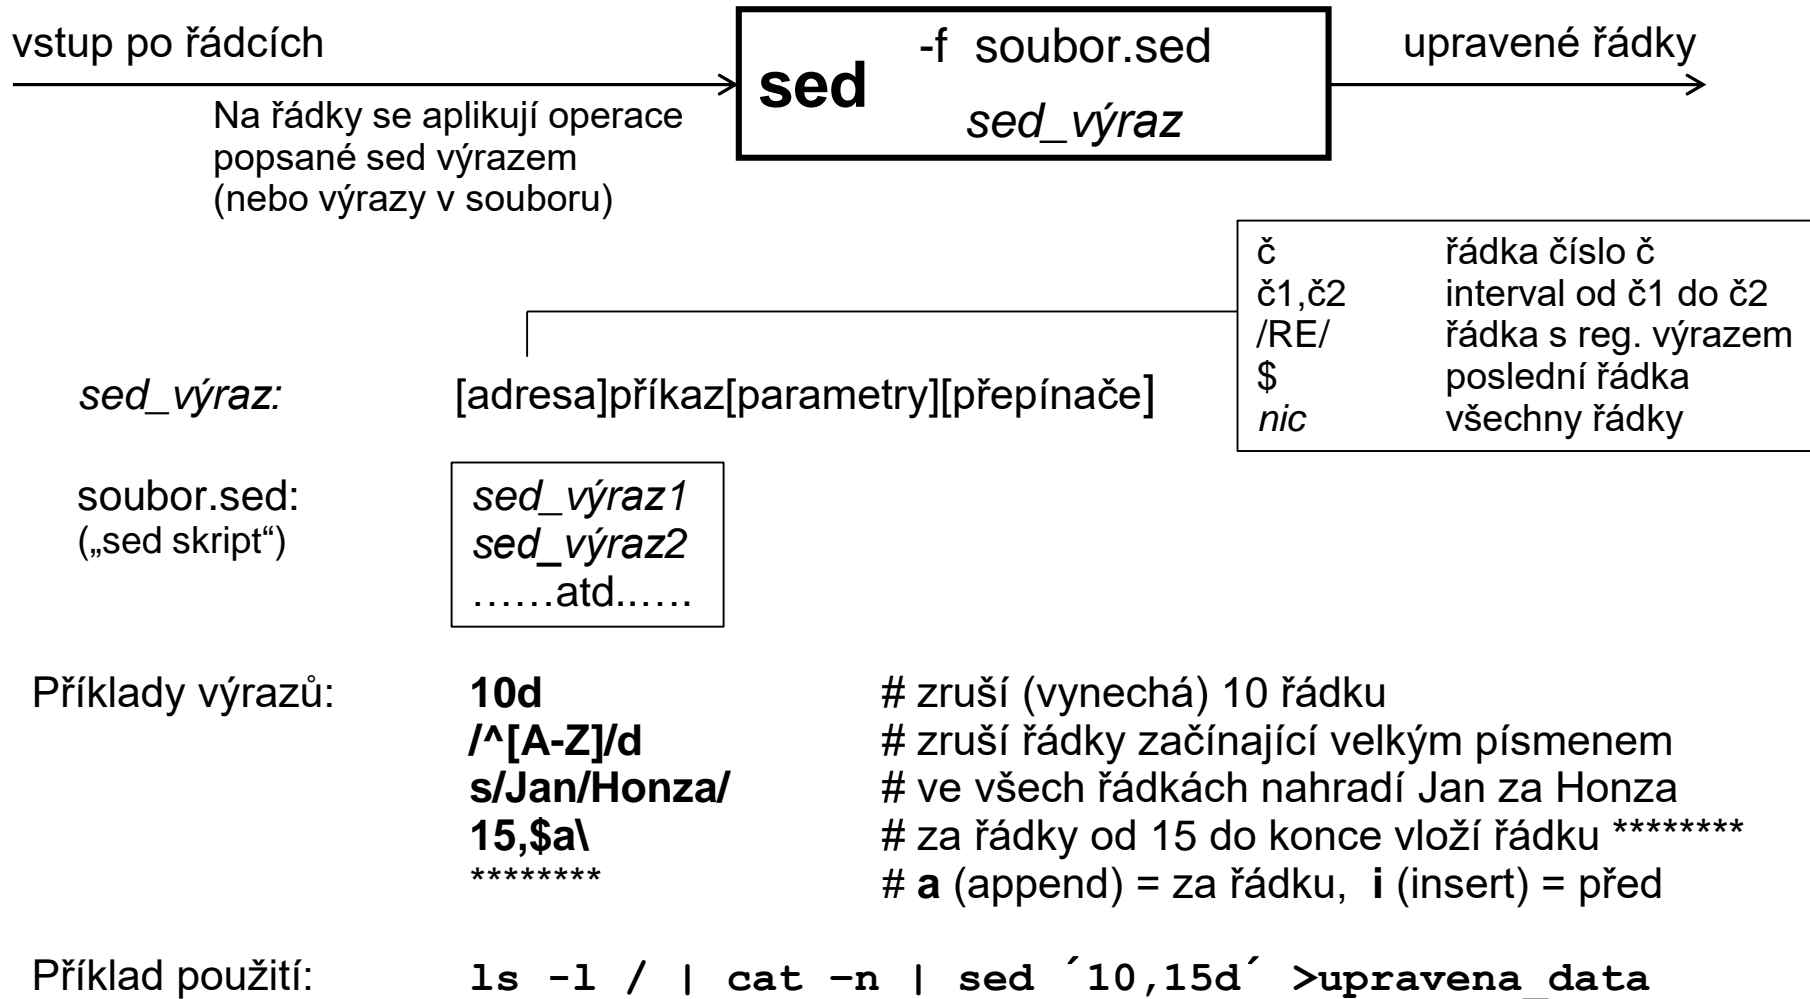 vstup po řádcích
sed
-f soubor.sed
sed_výraz
upravené řádky
Na řádky se aplikují operace
popsané sed výrazem
(nebo výrazy v souboru)
č řádka číslo č
č1,č2 interval od č1 do č2
/RE/ řádka s reg. výrazem
$ poslední řádka
nic všechny řádky
sed_výraz: [adresa]příkaz[parametry][přepínače]
soubor.sed:
(„sed skript“)
sed_výraz1
sed_výraz2
……atd..….
Příklady výrazů: 10d # zruší (vynechá) 10 řádku
/^[A-Z]/d # zruší řádky začínající velkým písmenem
s/Jan/Honza/ # ve všech řádkách nahradí Jan za Honza
15,$a\ # za řádky od 15 do konce vloží řádku ********
******** # a (append) = za řádku, i (insert) = před
Příklad použití: ls -l / | cat –n | sed ´10,15d´ >upravena_data